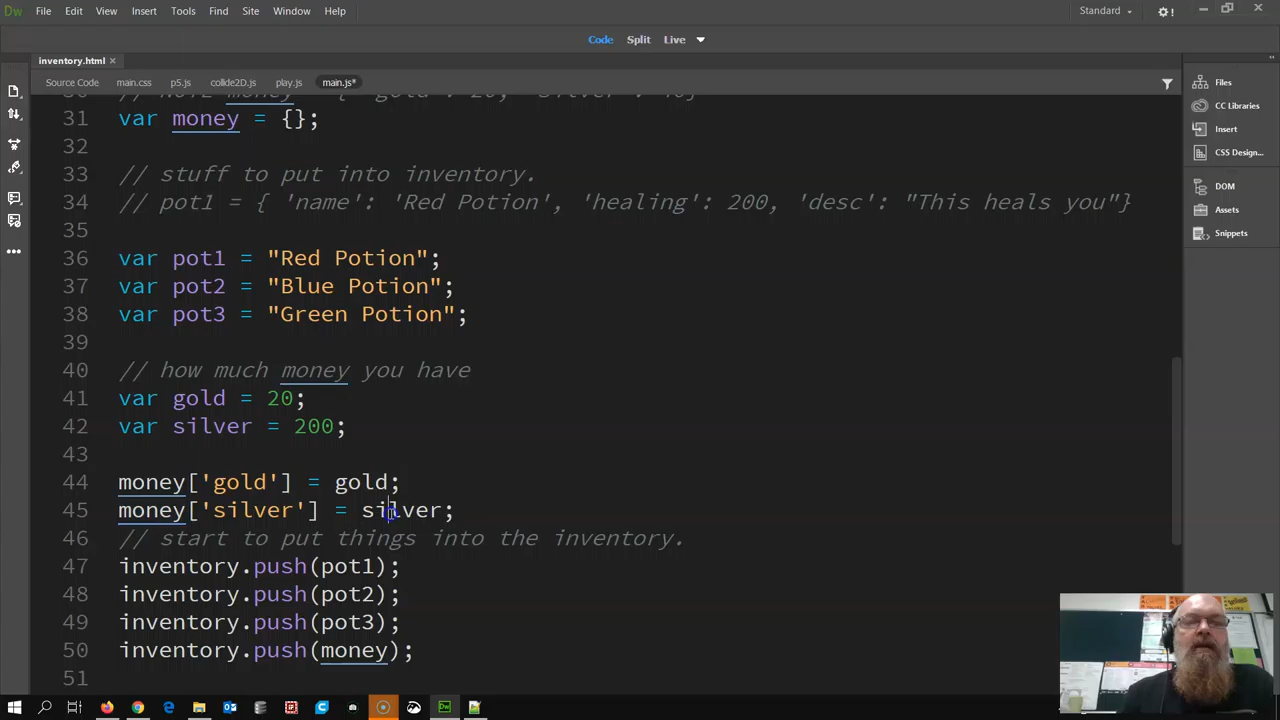 Dw File Edit View Insert Tools Find Site Window Help Standard
Code Split Live
inventory.html
Source Code main.css p5.js collide2D.js play.js main.js*
31 var money = {};
32
33 // stuff to put into inventory.
34 // pot1 = { 'name': 'Red Potion', 'healing': 200, 'desc': "This heals you"}
35
36 var pot1 = "Red Potion";
37 var pot2 = "Blue Potion";
38 var pot3 = "Green Potion";
39
40 // how much money you have
41 var gold = 20;
42 var silver = 200;
43
44 money['gold'] = gold;
45 money['silver'] = silver;
46 // start to put things into the inventory.
47 inventory.push(pot1);
48 inventory.push(pot2);
49 inventory.push(pot3);
50 inventory.push(money);
51
Files
CC Libraries
Insert
CSS Design...
DOM
Assets
Snippets
Dw